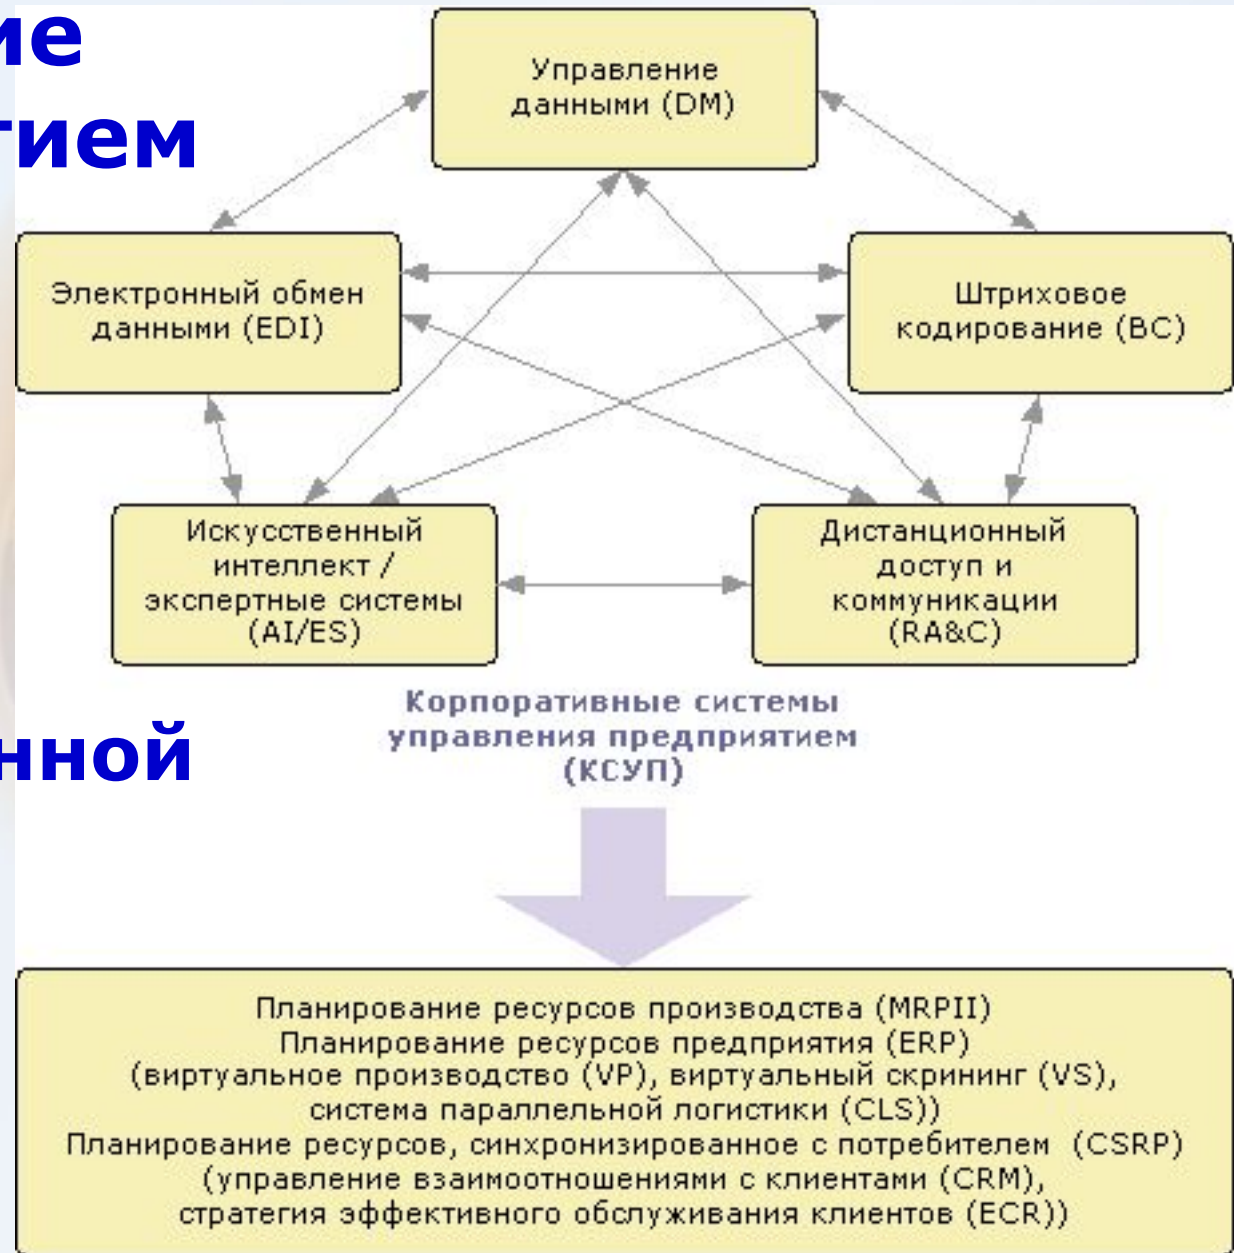 ие
тием
Управление
данными (DM)
Электронный обмен
данными (EDI)
Штриховое
кодирование (BC)
Искусственный
интеллект /
экспертные системы
(AI/ES)
Дистанционный
доступ и
коммуникации
(RA&C)
нной
Корпоративные системы
управления предприятием
(КСУП)
Планирование ресурсов производства (MRPII)
Планирование ресурсов предприятия (ERP)
(виртуальное производство (VP), виртуальный скрининг (VS),
система параллельной логистики (CLS))
Планирование ресурсов, синхронизированное с потребителем (CSRP)
(управление взаимоотношениями с клиентами (CRM),
стратегия эффективного обслуживания клиентов (ECR))